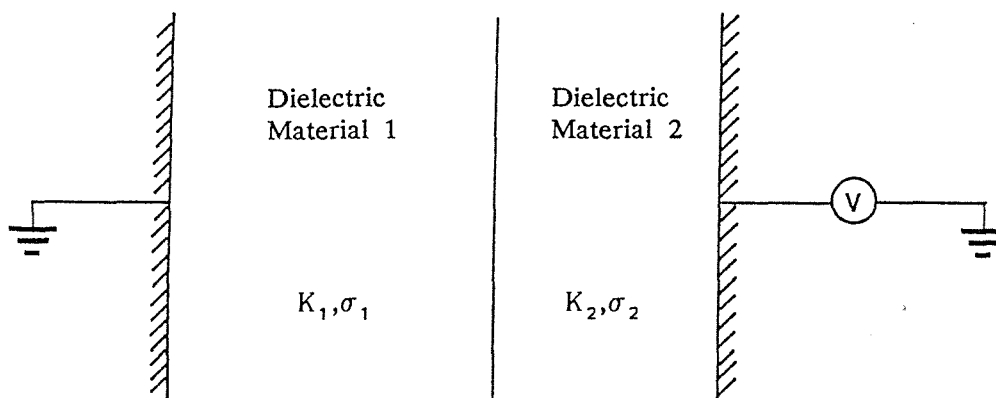 Dielectric
Material 1
Dielectric
Material 2
V
K₁,σ₁
K₂,σ₂